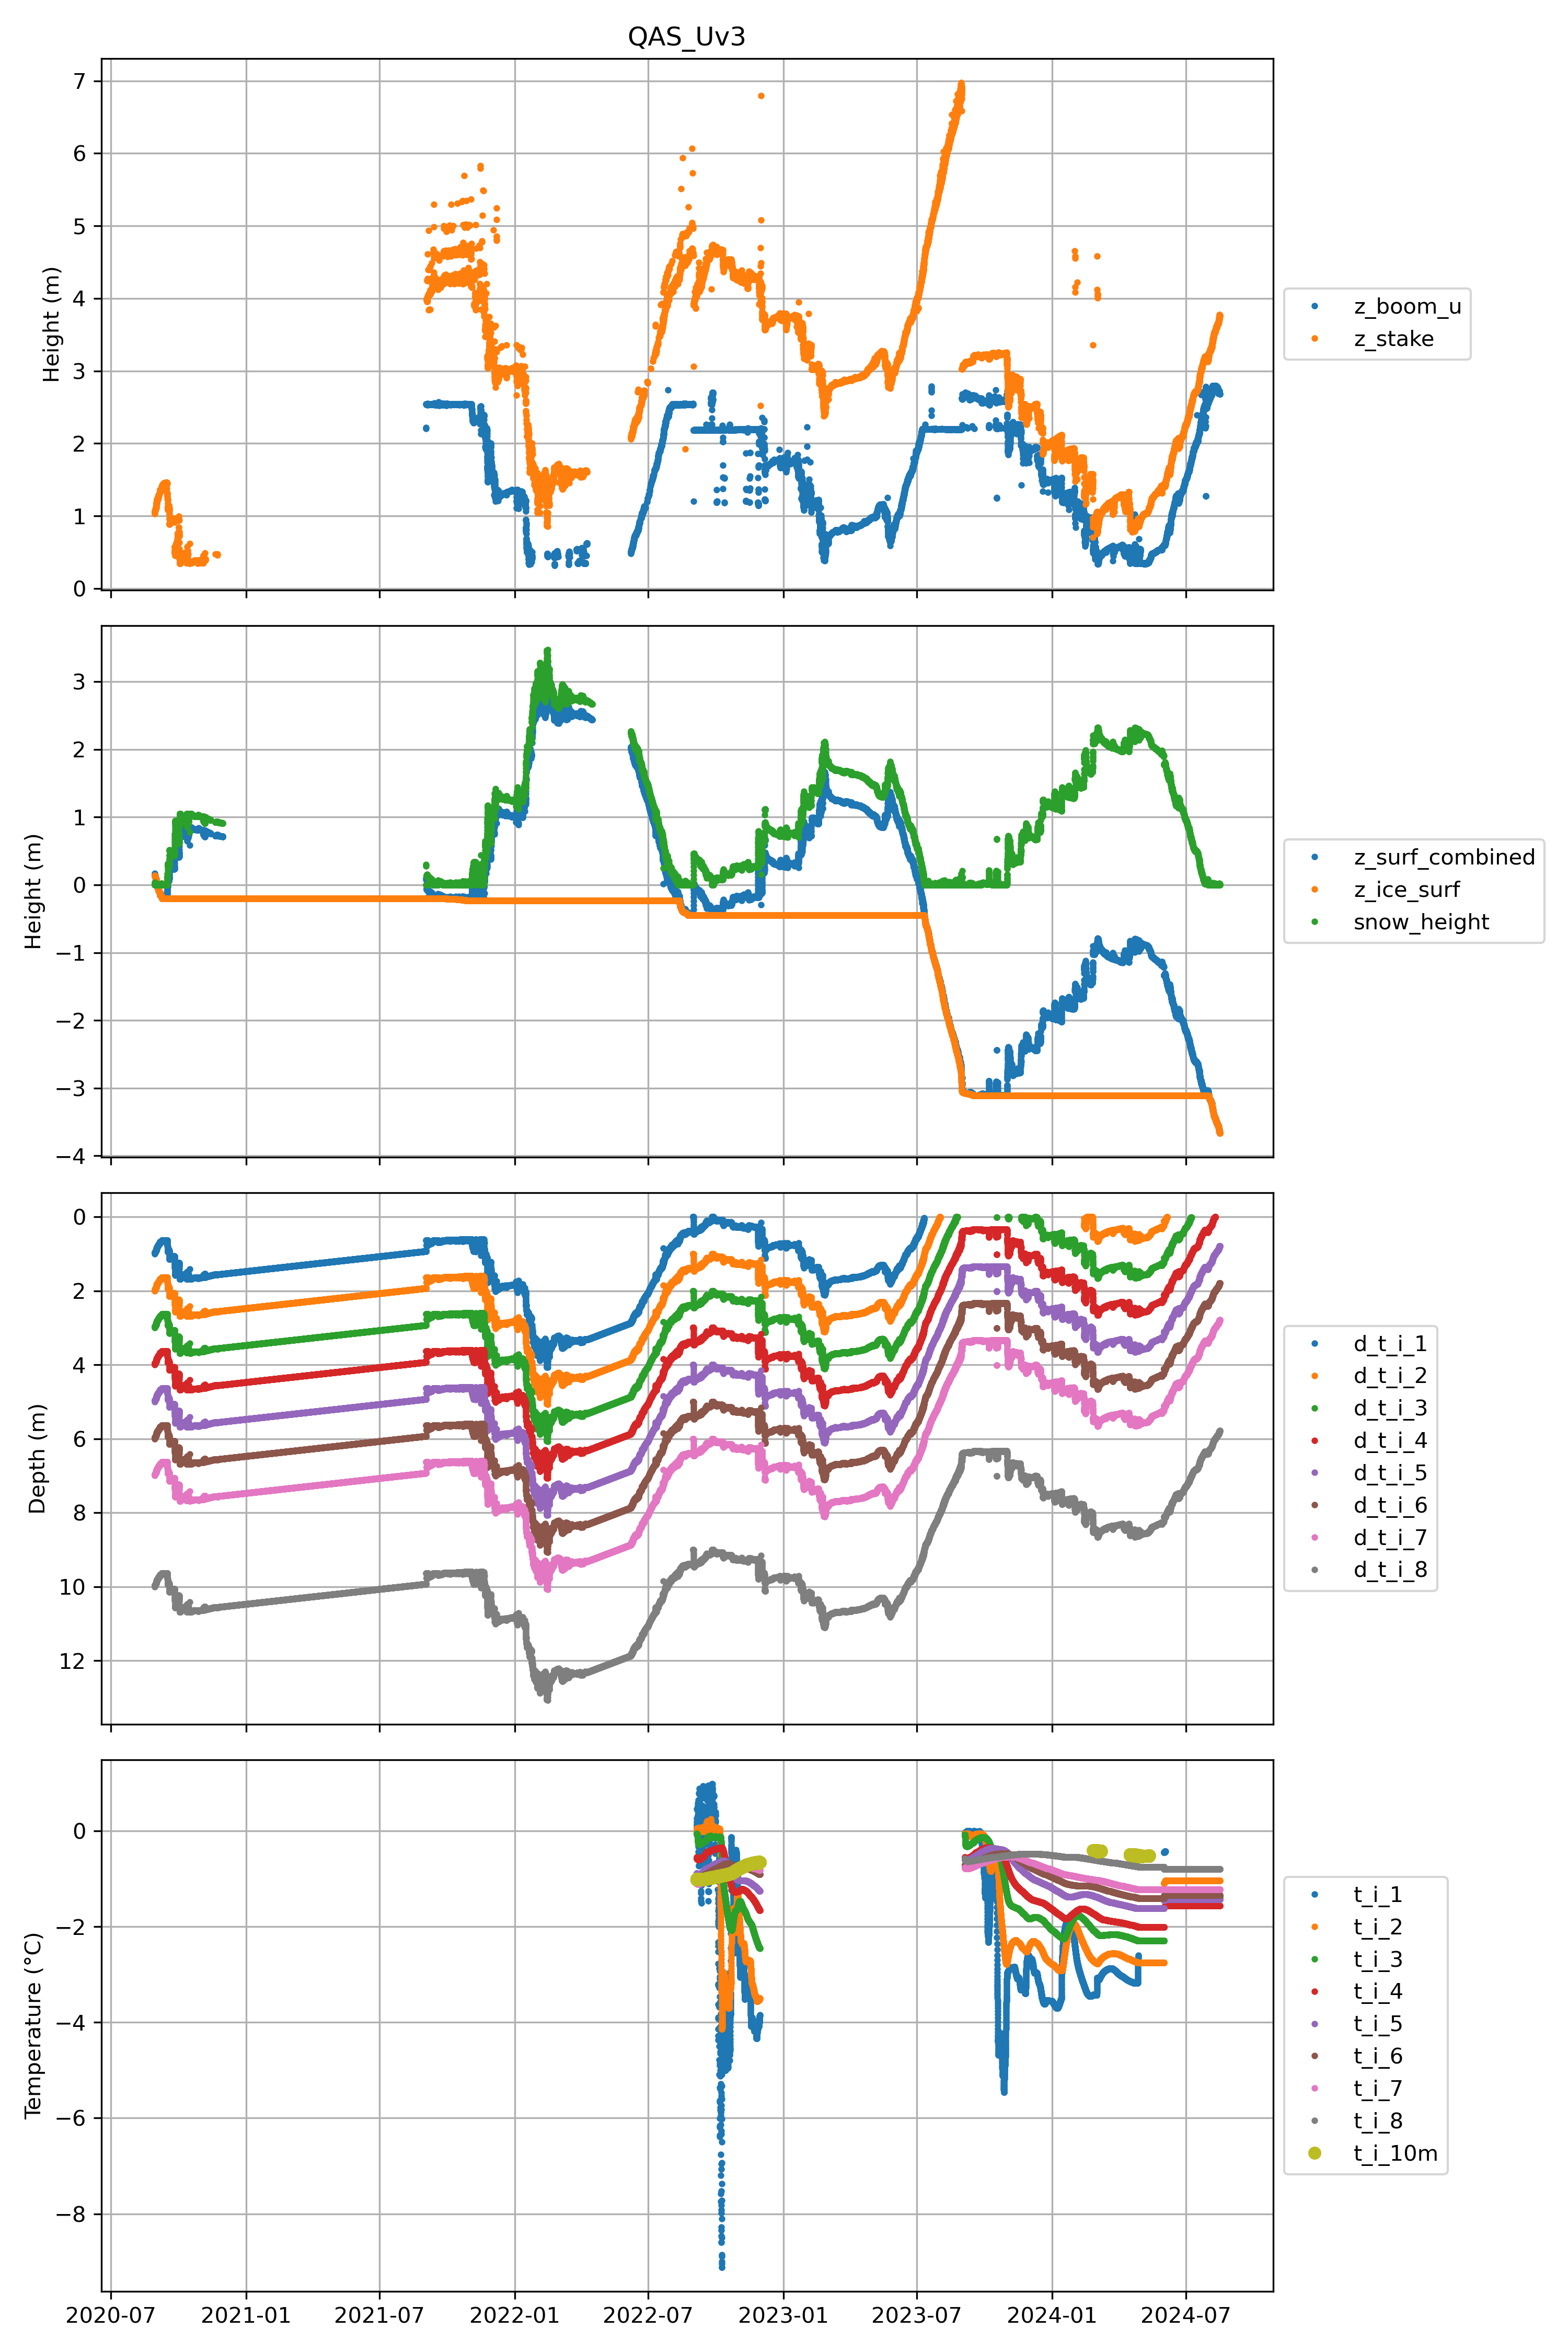 QAS_Uv3
7
6
5
4
3
2
1
0
Height (m)
z_boom_u
z_stake
3
2
1
0
−1
−2
−3
−4
Height (m)
z_surf_combined
z_ice_surf
snow_height
0
2
4
6
8
10
12
Depth (m)
d_t_i_1
d_t_i_2
d_t_i_3
d_t_i_4
d_t_i_5
d_t_i_6
d_t_i_7
d_t_i_8
0
−2
−4
−6
−8
Temperature (°C)
t_i_1
t_i_2
t_i_3
t_i_4
t_i_5
t_i_6
t_i_7
t_i_8
t_i_10m
2020-07 2021-01 2021-07 2022-01 2022-07 2023-01 2023-07 2024-01 2024-07